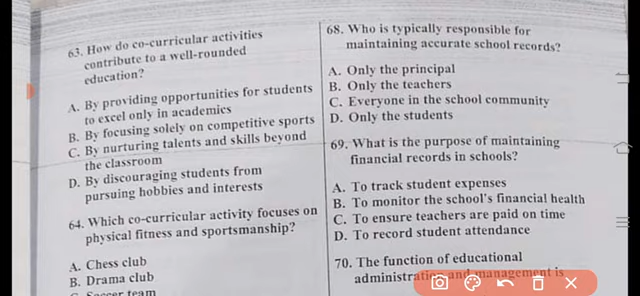 63. How do co-curricular activities
contribute to a well-rounded
education?
A. By providing opportunities for students
to excel only in academics
B. By focusing solely on competitive sports
C. By nurturing talents and skills beyond
the classroom
D. By discouraging students from
pursuing hobbies and interests
64. Which co-curricular activity focuses on
physical fitness and sportsmanship?
A. Chess club
B. Drama club
C. Soccer team
68. Who is typically responsible for
maintaining accurate school records?
A. Only the principal
B. Only the teachers
C. Everyone in the school community
D. Only the students
69. What is the purpose of maintaining
financial records in schools?
A. To track student expenses
B. To monitor the school's financial health
C. To ensure teachers are paid on time
D. To record student attendance
70. The function of educational
administration and management is